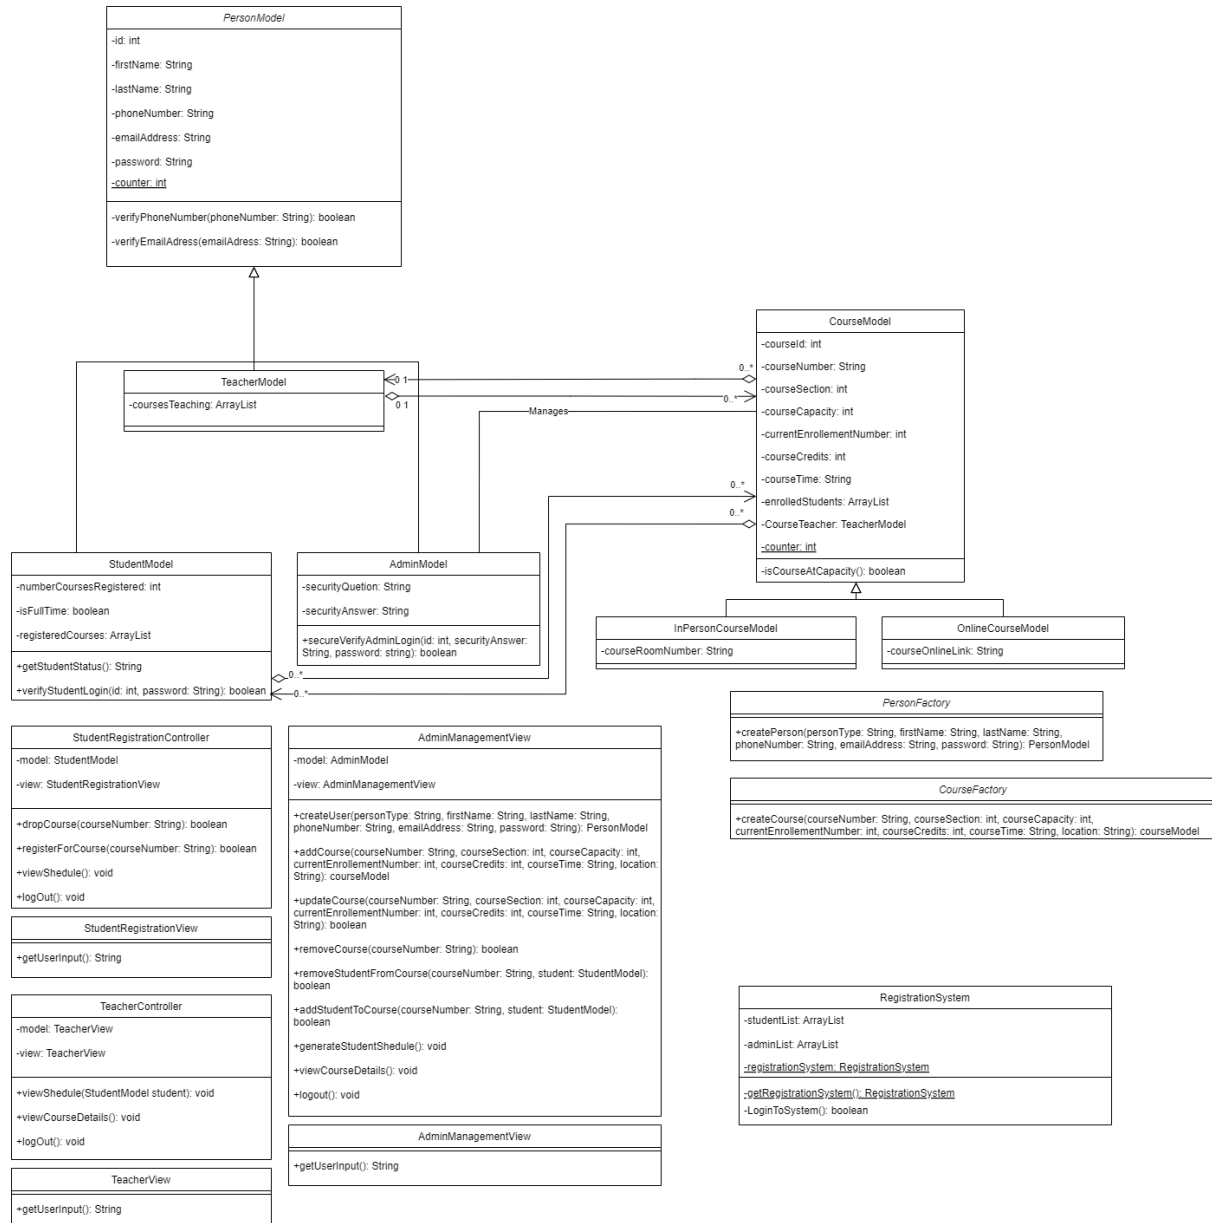 PersonModel
-id: int
-firstName: String
-lastName: String
-phoneNumber: String
-emailAddress: String
-password: String
-counter: int
-verifyPhoneNumber(phoneNumber: String): boolean
-verifyEmailAdress(emailAdress: String): boolean
TeacherModel
-coursesTeaching: ArrayList
0 1
0 1
0..*
0..*
Manages
CourseModel
-courseId: int
-courseNumber: String
-courseSection: int
-courseCapacity: int
-currentEnrollementNumber: int
-courseCredits: int
-courseTime: String
-enrolledStudents: ArrayList
-CourseTeacher: TeacherModel
-counter: int
-isCourseAtCapacity(): boolean
0..*
0..*
StudentModel
-numberCoursesRegistered: int
-isFullTime: boolean
-registeredCourses: ArrayList
+getStudentStatus(): String
+verifyStudentLogin(id: int, password: String): boolean
0..*
0..*
AdminModel
-securityQuetion: String
-securityAnswer: String
+secureVerifyAdminLogin(id: int, securityAnswer:
String, password: string): boolean
InPersonCourseModel
-courseRoomNumber: String
OnlineCourseModel
-courseOnlineLink: String
PersonFactory
+createPerson(personType: String, firstName: String, lastName: String,
phoneNumber: String, emailAddress: String, password: String): PersonModel
CourseFactory
+createCourse(courseNumber: String, courseSection: int, courseCapacity: int,
currentEnrollementNumber: int, courseCredits: int, courseTime: String, location: String): courseModel
StudentRegistrationController
-model: StudentModel
-view: StudentRegistrationView
+dropCourse(courseNumber: String): boolean
+registerForCourse(courseNumber: String): boolean
+viewShedule(): void
+logOut(): void
StudentRegistrationView
+getUserInput(): String
TeacherController
-model: TeacherView
-view: TeacherView
+viewShedule(StudentModel student): void
+viewCourseDetails(): void
+logOut(): void
TeacherView
+getUserInput(): String
AdminManagementView
-model: AdminModel
-view: AdminManagementView
+createUser(personType: String, firstName: String, lastName: String,
phoneNumber: String, emailAddress: String, password: String): PersonModel
+addCourse(courseNumber: String, courseSection: int, courseCapacity: int,
currentEnrollementNumber: int, courseCredits: int, courseTime: String, location:
String): courseModel
+updateCourse(courseNumber: String, courseSection: int, courseCapacity: int,
currentEnrollementNumber: int, courseCredits: int, courseTime: String, location:
String): boolean
+removeCourse(courseNumber: String): boolean
+removeStudentFromCourse(courseNumber: String, student: StudentModel):
boolean
+addStudentToCourse(courseNumber: String, student: StudentModel):
boolean
+generateStudentShedule(): void
+viewCourseDetails(): void
+logout(): void
AdminManagementView
+getUserInput(): String
RegistrationSystem
-studentList: ArrayList
-adminList: ArrayList
-registrationSystem: RegistrationSystem
-getRegistrationSystem(): RegistrationSystem
-LoginToSystem(): boolean